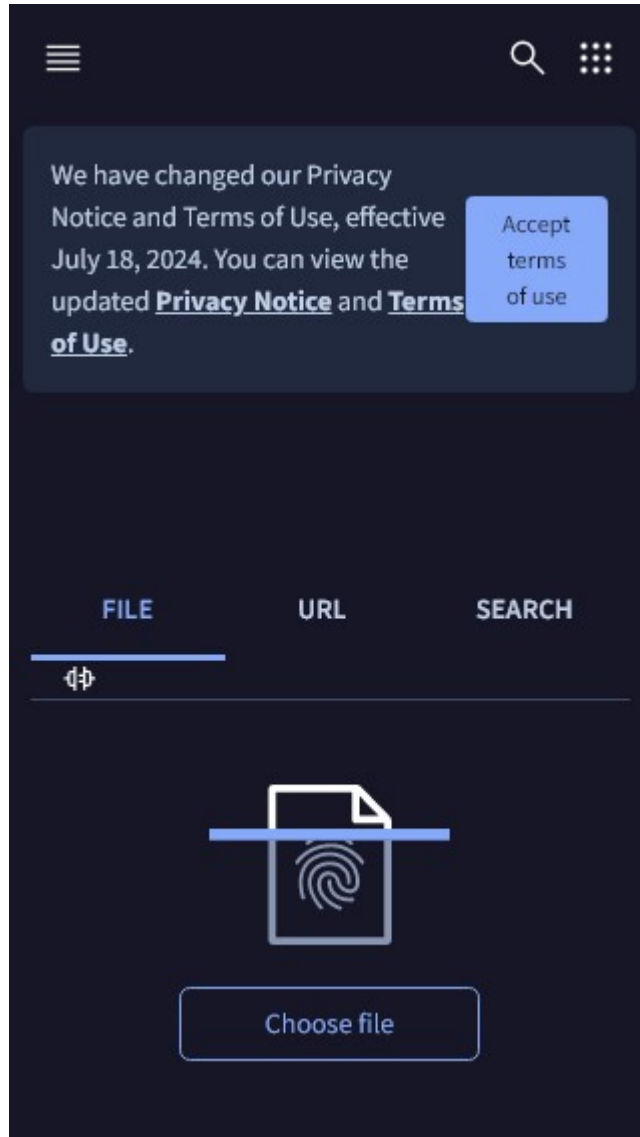 We have changed our Privacy
Notice and Terms of Use, effective
July 18, 2024. You can view the
updated Privacy Notice and Terms
of Use.
Accept
terms
of use
FILE
URL
SEARCH
Choose file